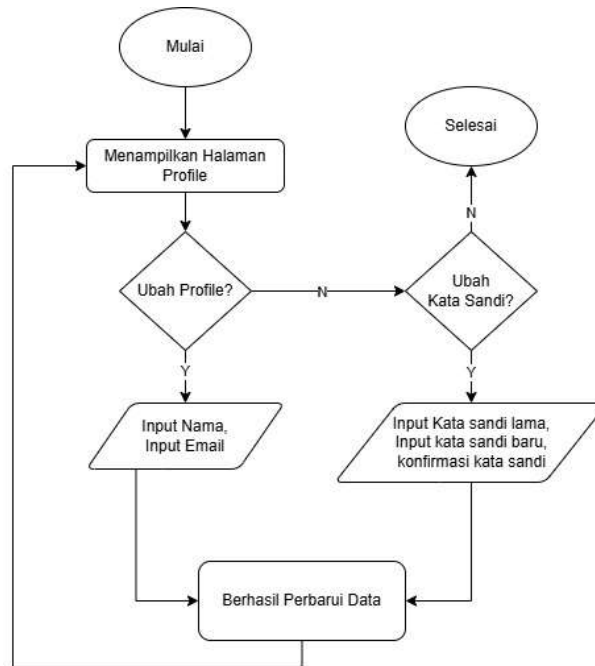 Mulai
Selesai
Menampilkan Halaman
Profile
N
Ubah Profile?
N
Ubah
Kata Sandi?
Y
Y
Input Nama,
Input Email
Input Kata sandi lama,
Input kata sandi baru,
konfirmasi kata sandi
Berhasil Perbarui Data